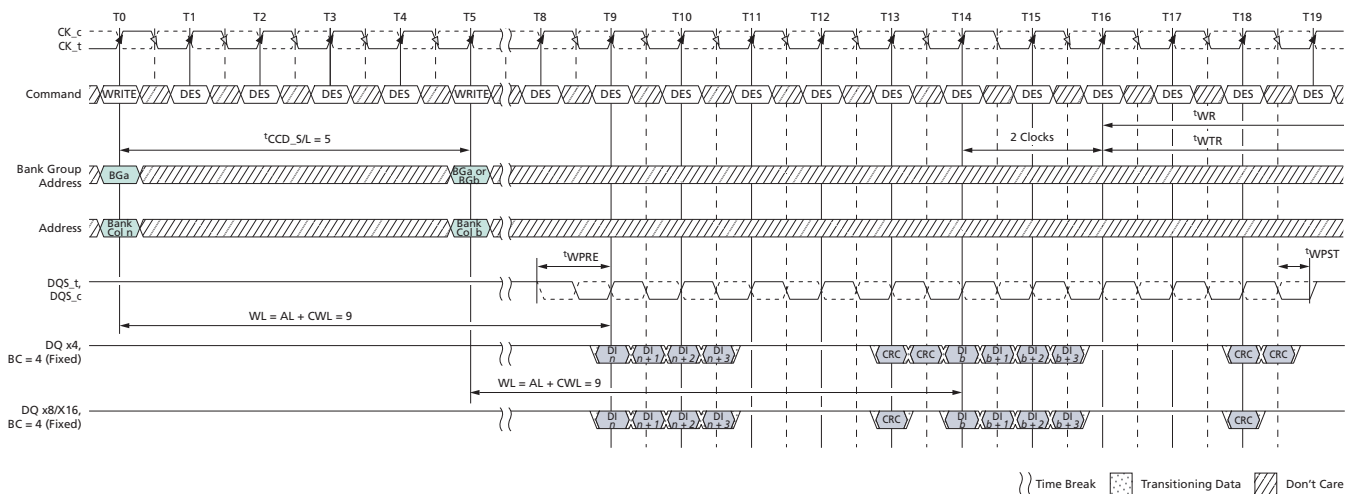 T0 T1 T2 T3 T4 T5 T8 T9 T10 T11 T12 T13 T14 T15 T16 T17 T18 T19
CK_c
CK_t
Command WRITE DES DES DES DES WRITE DES DES DES DES DES DES DES DES DES DES DES DES
tWR
tCCD_S/L = 5 2 Clocks tWTR
Bank Group
Address
BGa BGa or
BGb
Address
Bank
Col n
Bank
Col b
tWPRE tWPST
DQS_t,
DQS_c
WL = AL + CWL = 9
DQ x4,
BC = 4 (Fixed)
DI
n
DI
n + 1
DI
n + 2
DI
n + 3
CRC CRC
DI
b
DI
b + 1
DI
b + 2
DI
b + 3
CRC CRC
WL = AL + CWL = 9
DQ x8/X16,
BC = 4 (Fixed)
DI
n
DI
n + 1
DI
n + 2
DI
n + 3
CRC
DI
b
DI
b + 1
DI
b + 2
DI
b + 3
CRC
Time Break Transitioning Data Don't Care